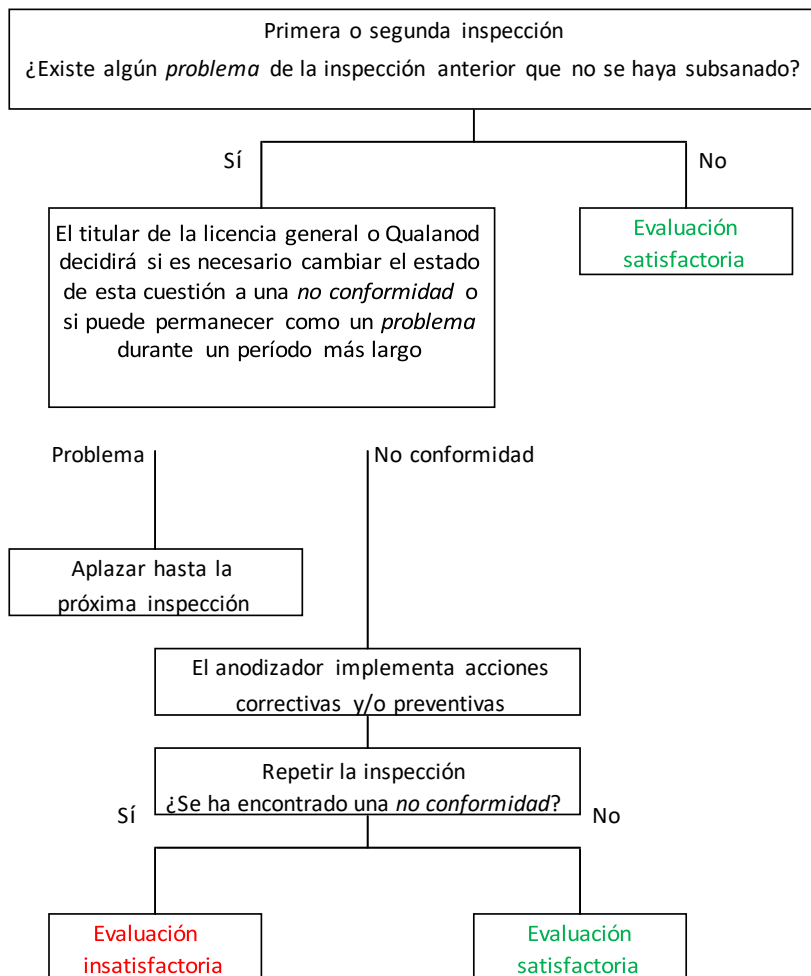 Primera o segunda inspección
¿Existe algún problema de la inspección anterior que no se haya subsanado?
Sí
No
El titular de la licencia general o Qualanod
decidirá si es necesario cambiar el estado
de esta cuestión a una no conformidad o
si puede permanecer como un problema
durante un período más largo
Evaluación
satisfactoria
Problema
No conformidad
Aplazar hasta la
próxima inspección
El anodizador implementa acciones
correctivas y/o preventivas
Repetir la inspección
¿Se ha encontrado una no conformidad?
Sí
No
Evaluación
insatisfactoria
Evaluación
satisfactoria